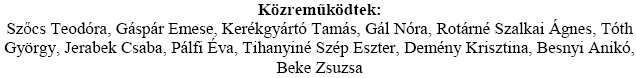 Közreműködtek:
Szőcs Teodóra, Gáspár Emese, Kerékgyártó Tamás, Gál Nóra, Rotárné Szalkai Ágnes, Tóth
György, Jerabek Csaba, Pálfi Éva, Tihanyiné Szép Eszter, Demény Krisztina, Besnyi Anikó,
Beke Zsuzsa